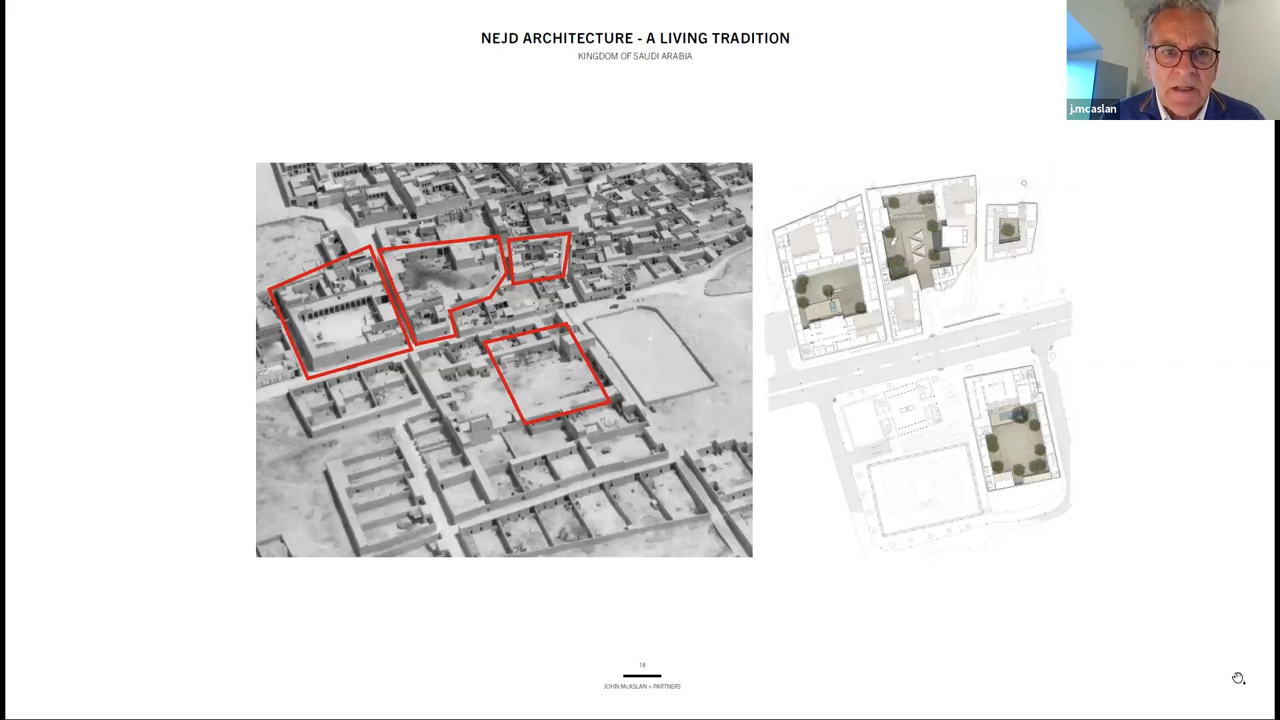 NEJD ARCHITECTURE - A LIVING TRADITION
KINGDOM OF SAUDI ARABIA
j.mcaslan
18
JOHN McASLAN + PARTNERS